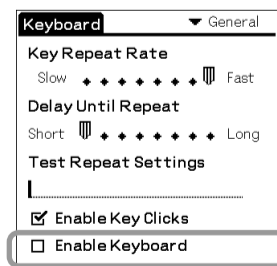 Keyboard General
Key Repeat Rate
Slow Fast
Delay Until Repeat
Short Long
Test Repeat Settings
Enable Key Clicks
Enable Keyboard